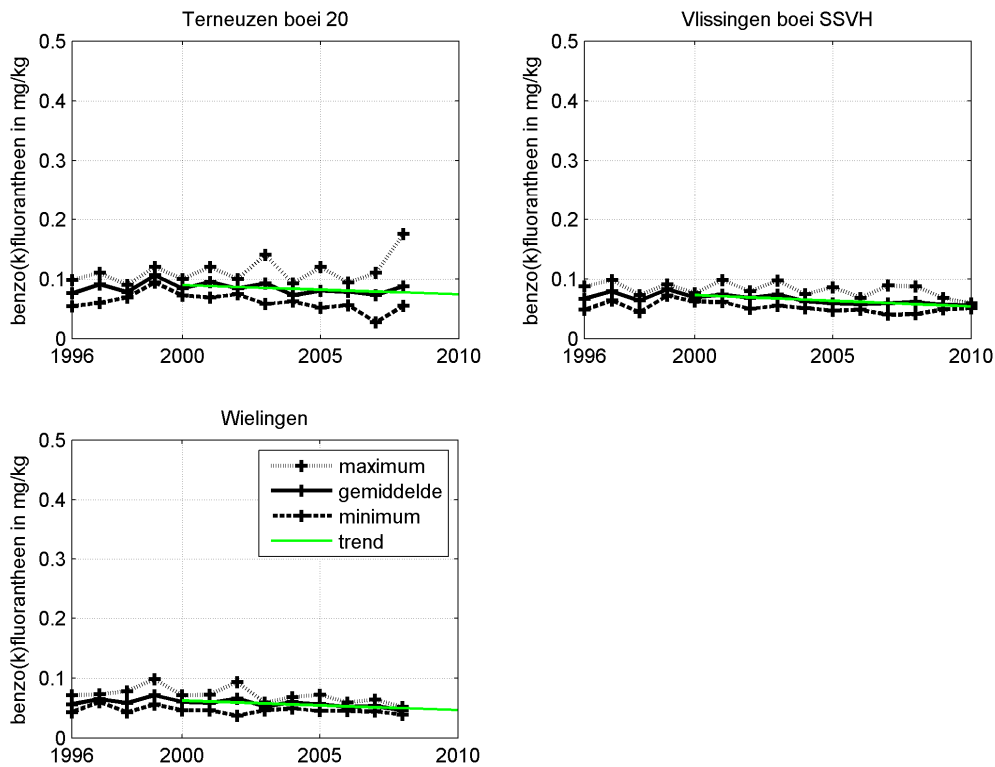 Terneuzen boei 20
benzo(k)fluorantheen in mg/kg
0.5
0.4
0.3
0.2
0.1
0
1996 2000 2005 2010
Vlissingen boei SSVH
benzo(k)fluorantheen in mg/kg
0.5
0.4
0.3
0.2
0.1
0
1996 2000 2005 2010
Wielingen
benzo(k)fluorantheen in mg/kg
0.5
0.4
0.3
0.2
0.1
0
1996 2000 2005 2010
maximum
gemiddelde
minimum
trend